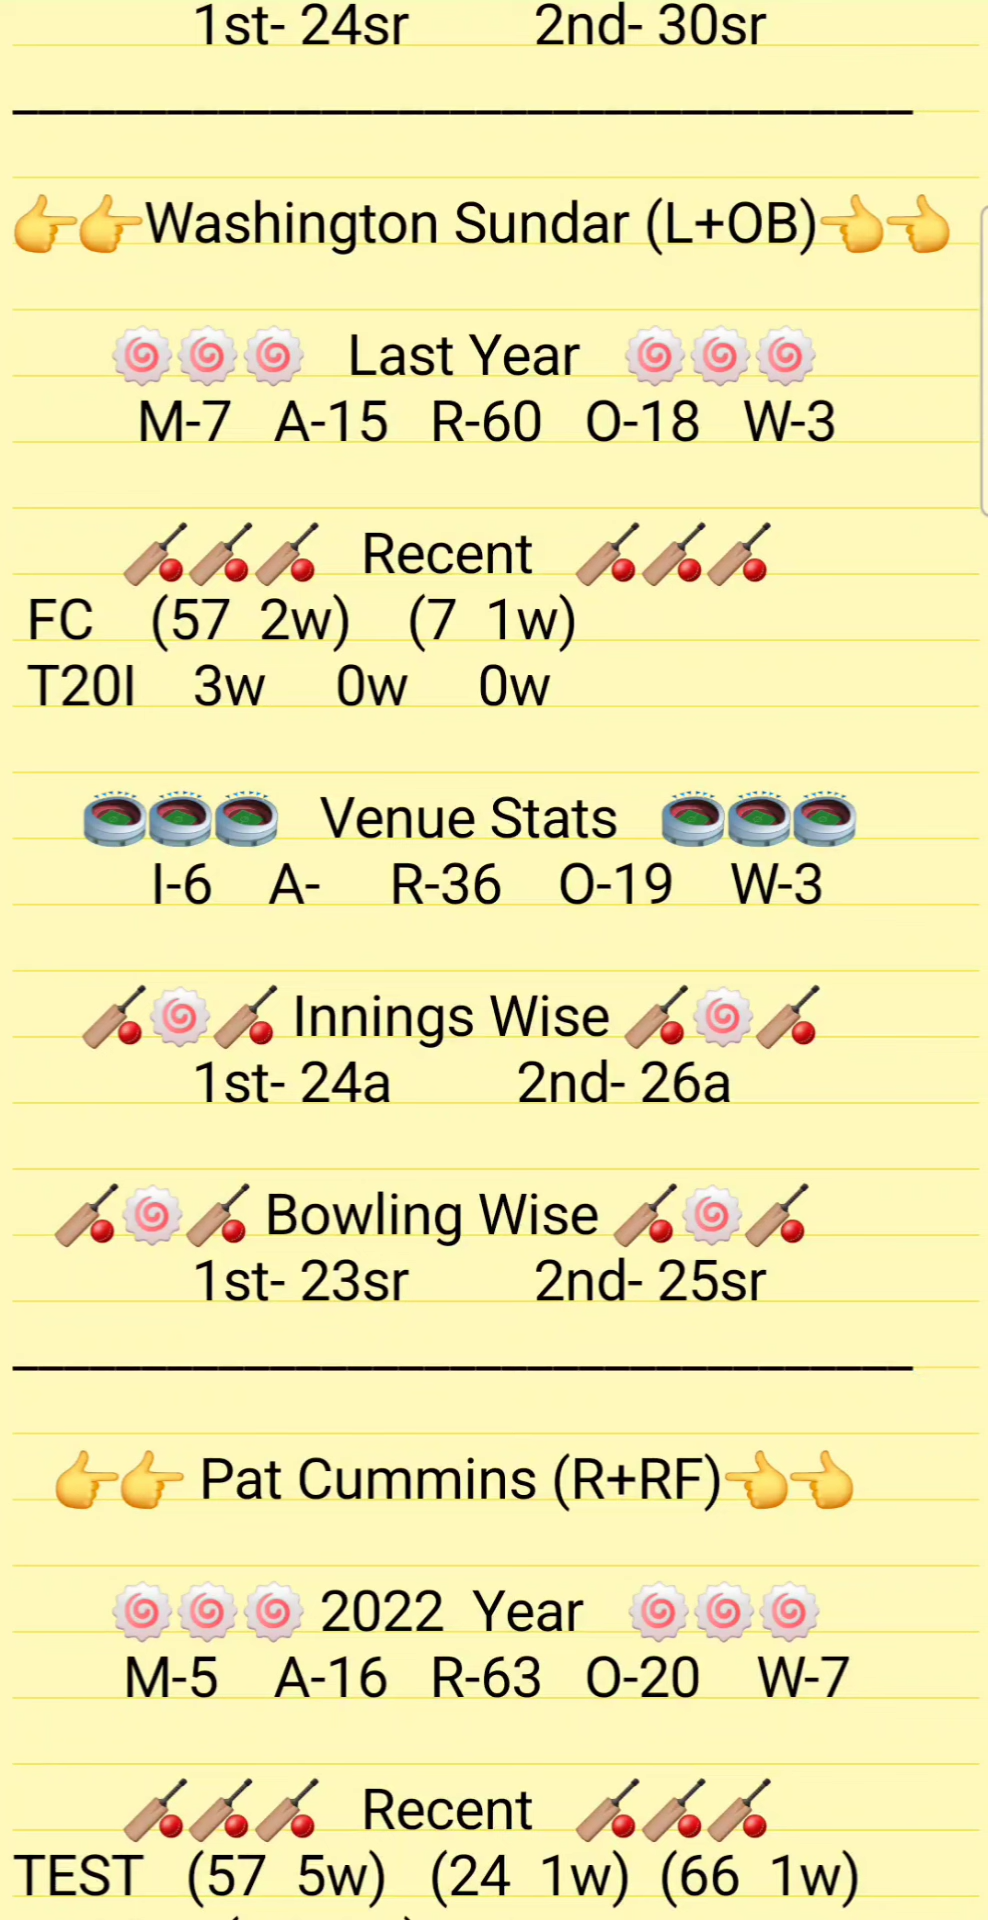 1st- 24sr 2nd- 30sr
Washington Sundar (L+OB)
Last Year
M-7 A-15 R-60 O-18 W-3
Recent
FC (57 2w) (7 1w)
T20I 3w 0w 0w
Venue Stats
I-6 A- R-36 O-19 W-3
Innings Wise
1st- 24a 2nd- 26a
Bowling Wise
1st- 23sr 2nd- 25sr
Pat Cummins (R+RF)
2022 Year
M-5 A-16 R-63 O-20 W-7
Recent
TEST (57 5w) (24 1w) (66 1w)